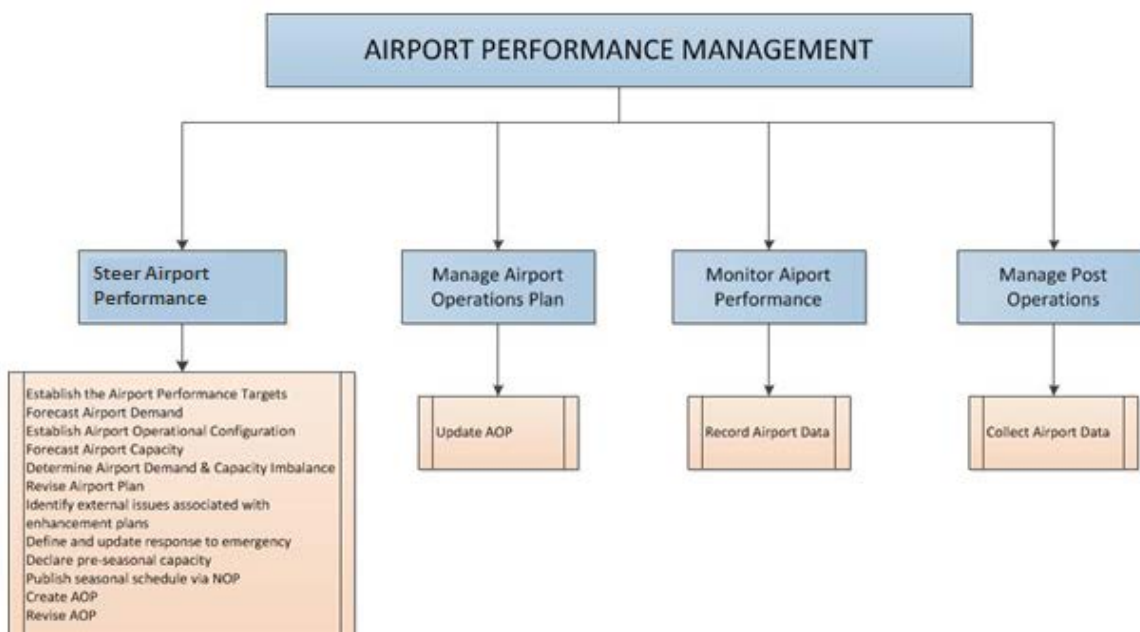 AIRPORT PERFORMANCE MANAGEMENT
Steer Airport
Performance
Manage Airport
Operations Plan
Monitor Aiport
Performance
Manage Post
Operations
Establish the Airport Performance Targets
Forecast Airport Demand
Establish Airport Operational Configuration
Forecast Airport Capacity
Determine Airport Demand & Capacity Imbalance
Revise Airport Plan
Identify external issues associated with
enhancement plans
Define and update response to emergency
Declare pre-seasonal capacity
Publish seasonal schedule via NOP
Create AOP
Revise AOP
Update AOP
Record Airport Data
Collect Airport Data